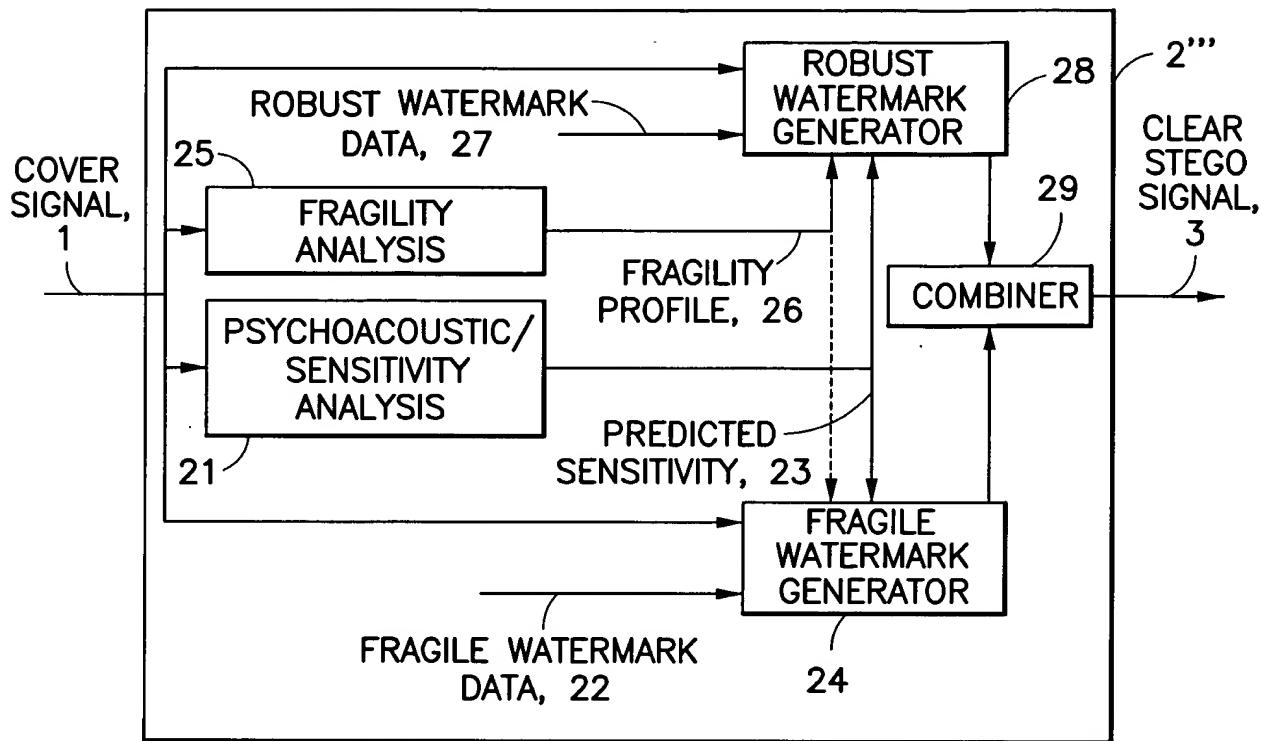 ROBUST
WATERMARK
GENERATOR
28
2'''
ROBUST WATERMARK
DATA, 27
CLEAR
STEGO
SIGNAL,
3
COVER
SIGNAL,
1
25
FRAGILITY
ANALYSIS
29
FRAGILITY
PROFILE, 26
COMBINER
PSYCHOACOUSTIC/
SENSITIVITY
ANALYSIS
21
PREDICTED
SENSITIVITY, 23
FRAGILE
WATERMARK
GENERATOR
24
FRAGILE WATERMARK
DATA, 22